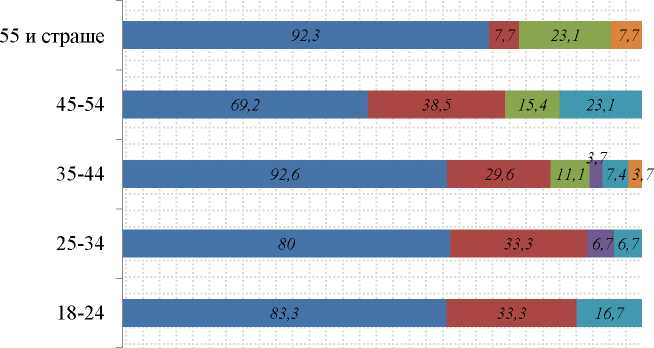 55 и страше 92,3 7,7 23,1 7,7
45-54 69,2 38,5 15,4 23,1
35-44 92,6 29,6 11,1 3,7 7,4 3,7
25-34 80 33,3 6,7 6,7
18-24 83,3 33,3 16,7